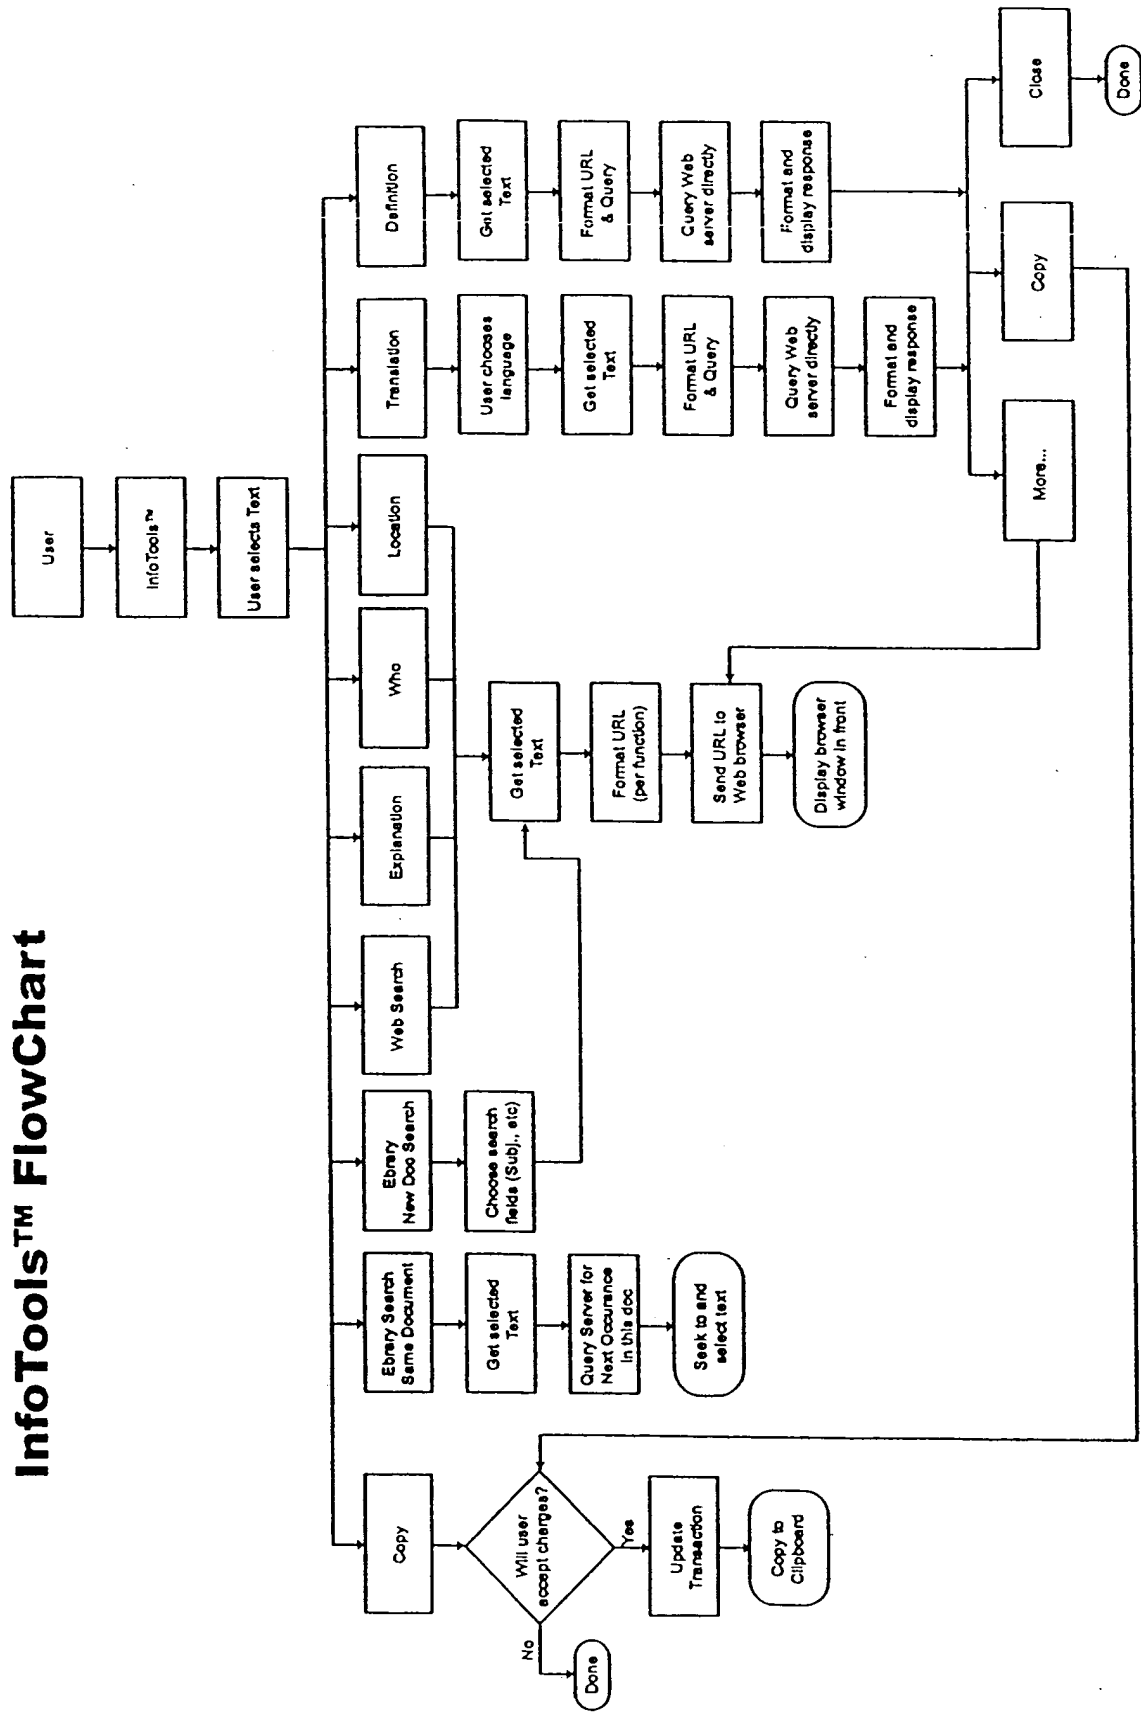 InfoTools™ FlowChart
User
InfoTools™
User selects Text
Copy
Ebrary Search
Same Document
Ebrary
New Doc Search
Web Search
Explanation
Who
Location
Translation
Definition
Will user
accept charges?
No
Yes
Done
Update
Transaction
Copy to
Clipboard
Get selected
Text
Query Server for
Next Occurance
in this doc
Seek to and
select text
Choose search
fields (Subj., etc)
Get selected
Text
Format URL
(per function)
Send URL to
Web browser
Display browser
window in front
User chooses
language
Get selected
Text
Format URL
& Query
Query Web
server directly
Format and
display response
Get selected
Text
Format URL
& Query
Query Web
server directly
Format and
display response
More...
Copy
Close
Done